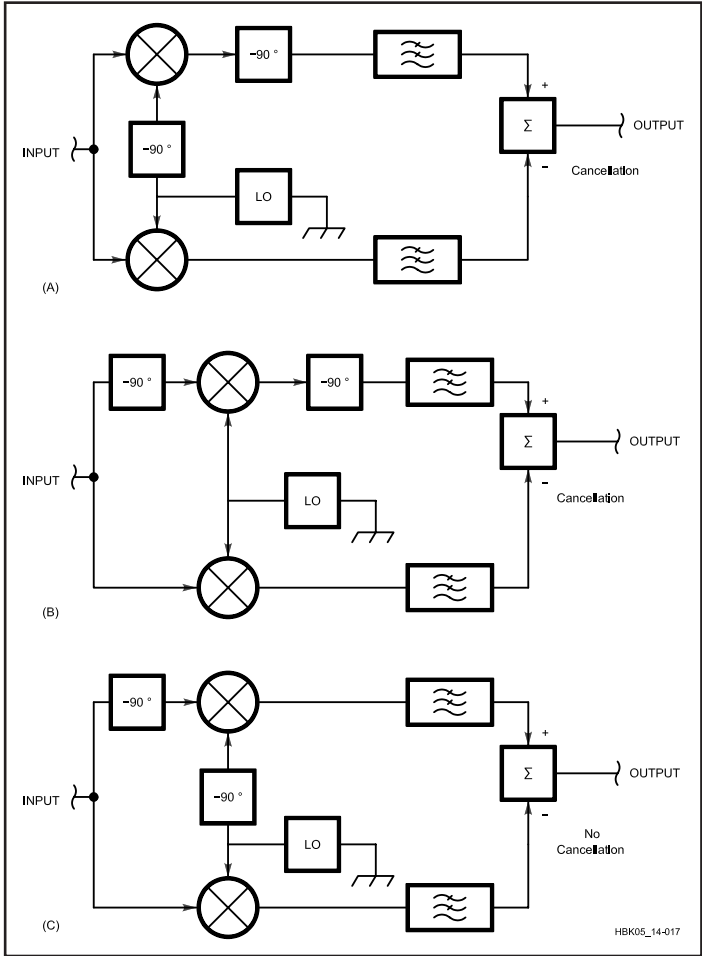 −90 °
+
Σ
OUTPUT
INPUT
−90 °
−
Cancellation
LO
(A)
−90 °
−90 °
+
Σ
OUTPUT
INPUT
−
LO
Cancellation
(B)
−90 °
+
Σ
OUTPUT
INPUT
−90 °
−
LO
No
Cancellation
(C)
HBK05_14-017